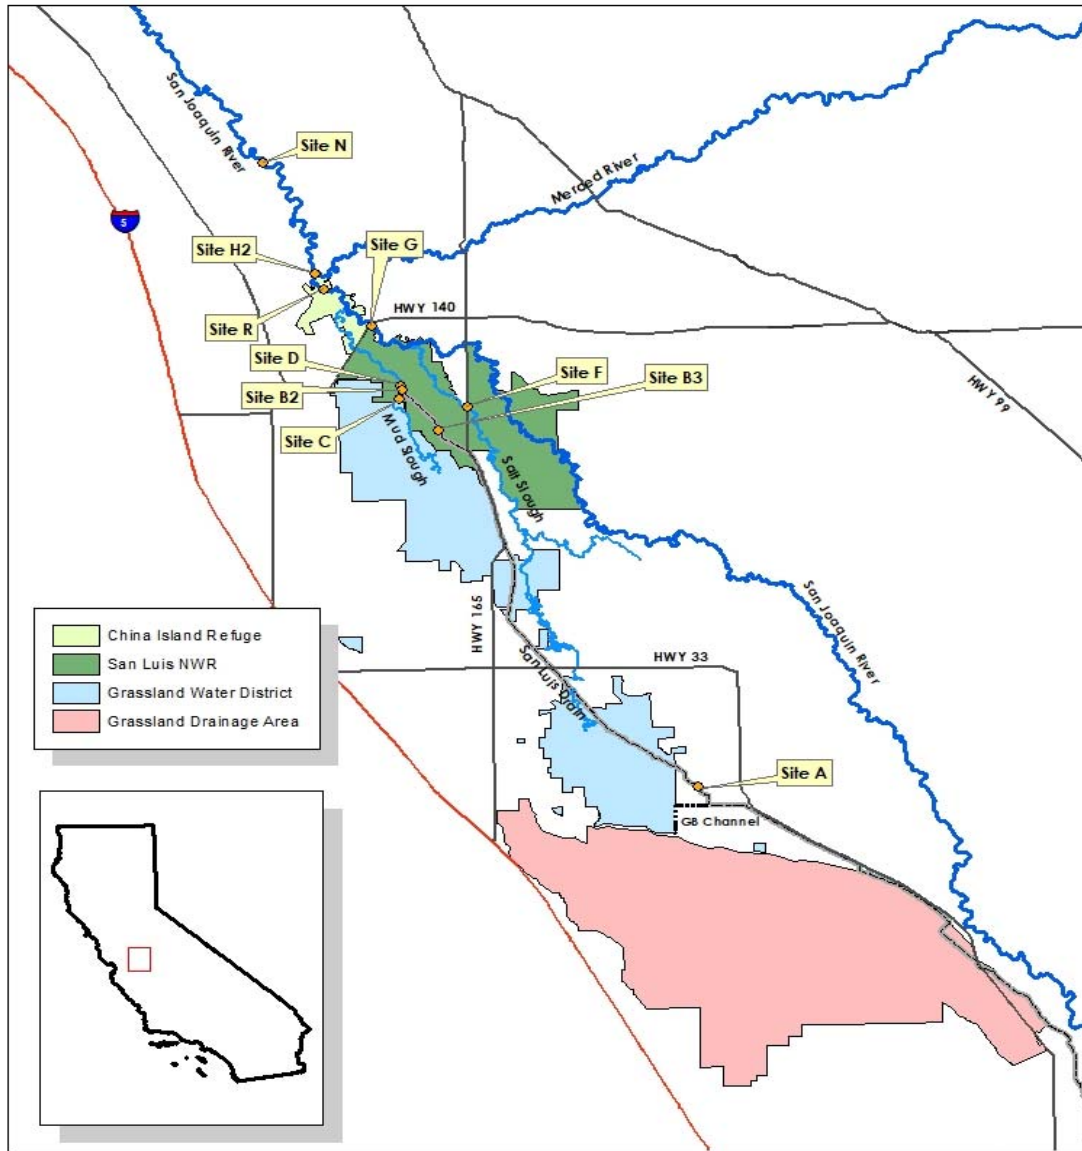 San Joaquin River
Site N
Merced River
5
Site H2
Site G
Site R
HWY 140
Site D
Site F
Site B3
Site B2
HWY 99
Site C
Mud Slough
Salt Slough
San Joaquin River
HWY 165
HWY 33
San Luis Drain
China Island Refuge
San Luis NWR
Grassland Water District
Grassland Drainage Area
Site A
GB Channel